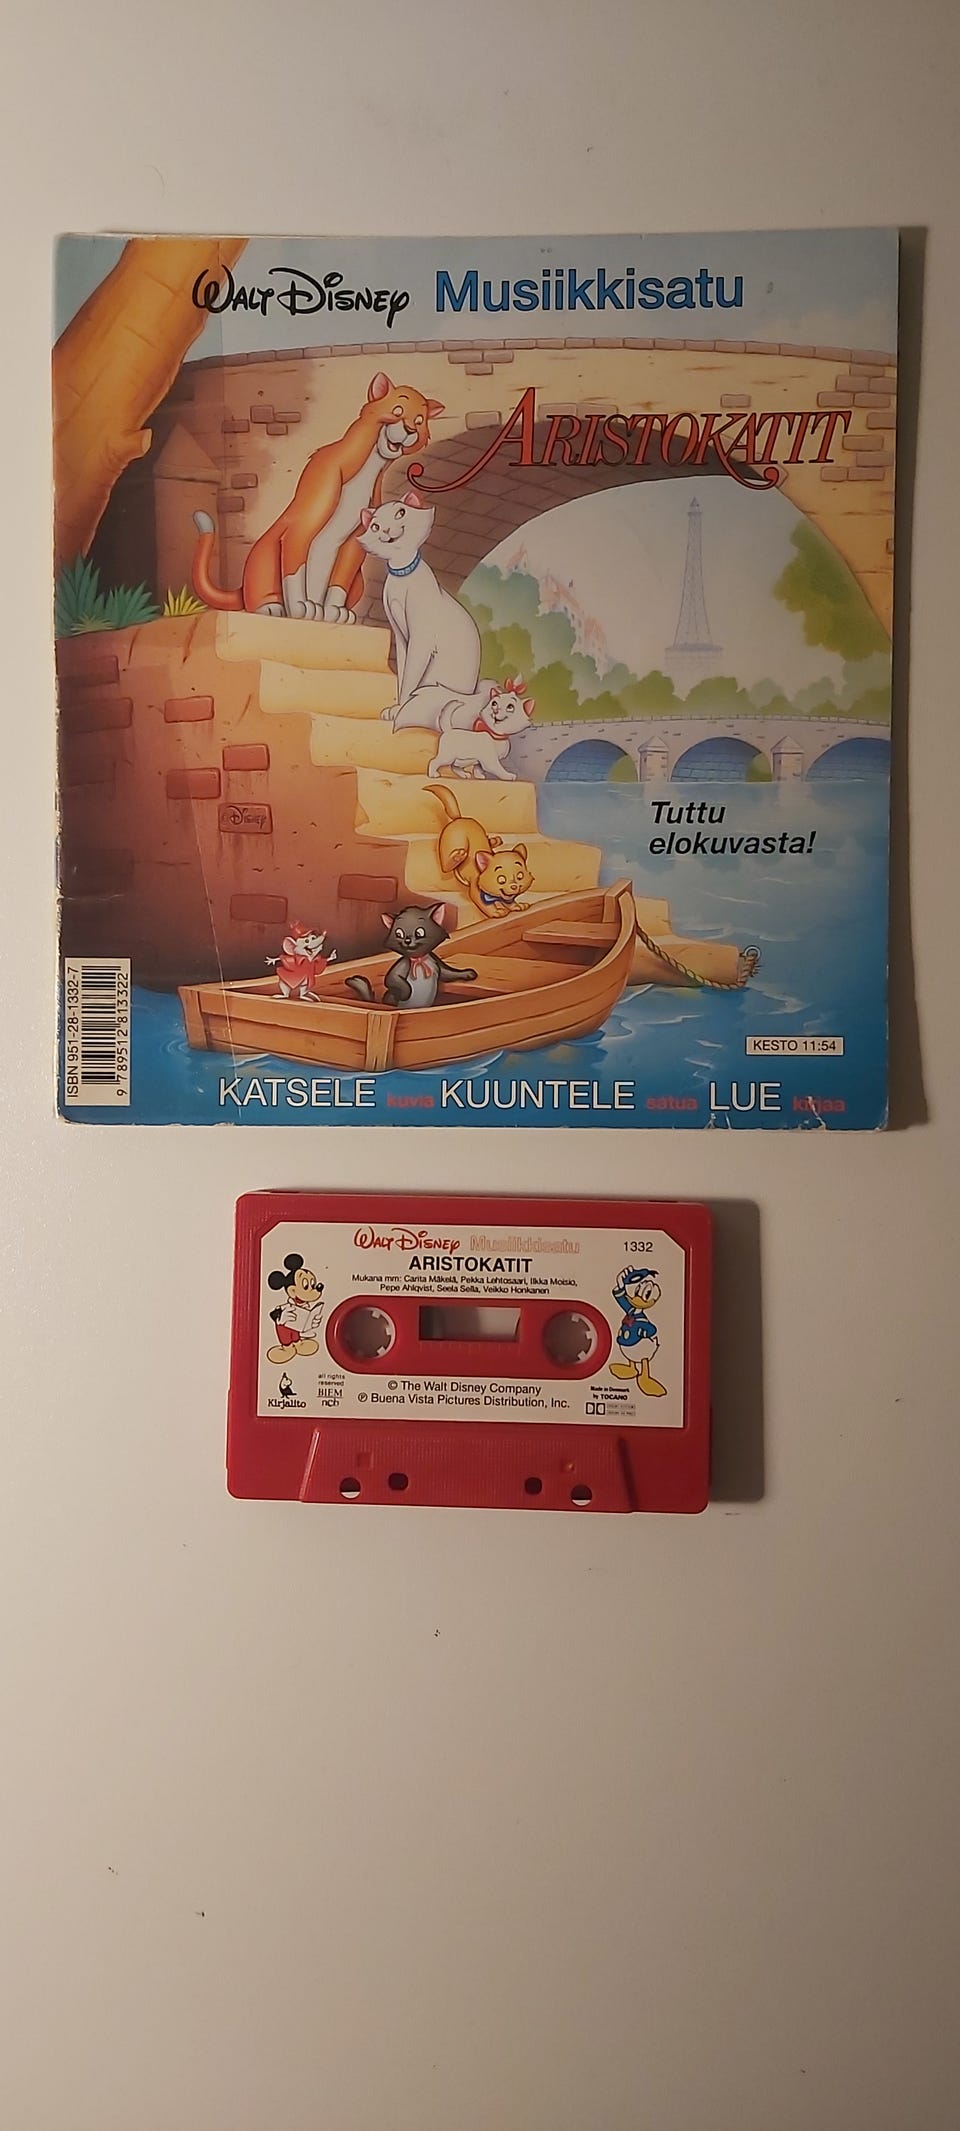 WALT DISNEY Musiikkisatu
ARISTOKATIT
Tuttu
elokuvasta!
© DISNEY
ISBN 951-28-1332-7
9 789512 813322
KESTO 11:54
KATSELE kuvia KUUNTELE satua LUE kirjaa
WALT DISNEY Musiikkisatu
1332
ARISTOKATIT
Mukana mm: Carita Mäkelä, Pekka Lehtosaari, Ilkka Moisio,
Pepe Ahlqvist, Seela Sella, Veikko Honkanen
Kirjalito
all rights
reserved
BIEM
ncb
© The Walt Disney Company
℗ Buena Vista Pictures Distribution, Inc.
Made in Denmark
by TOCANO